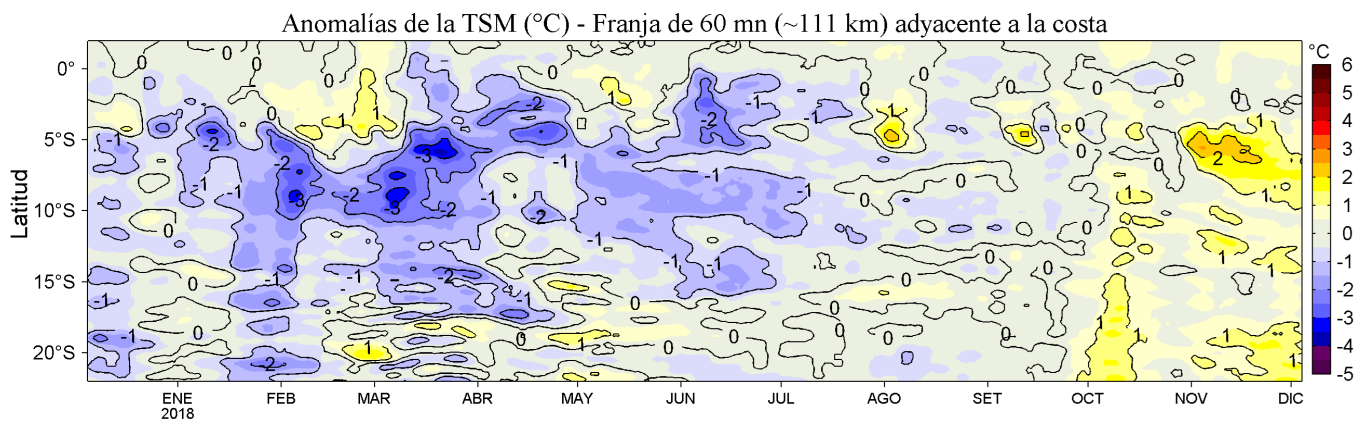 Anomalías de la TSM (°C) - Franja de 60 mn (~111 km) adyacente a la costa
°C
6
5
4
3
2
1
0
-1
-2
-3
-4
-5
Latitud
0°
5°S
10°S
15°S
20°S
ENE FEB MAR ABR MAY JUN JUL AGO SET OCT NOV DIC
2018